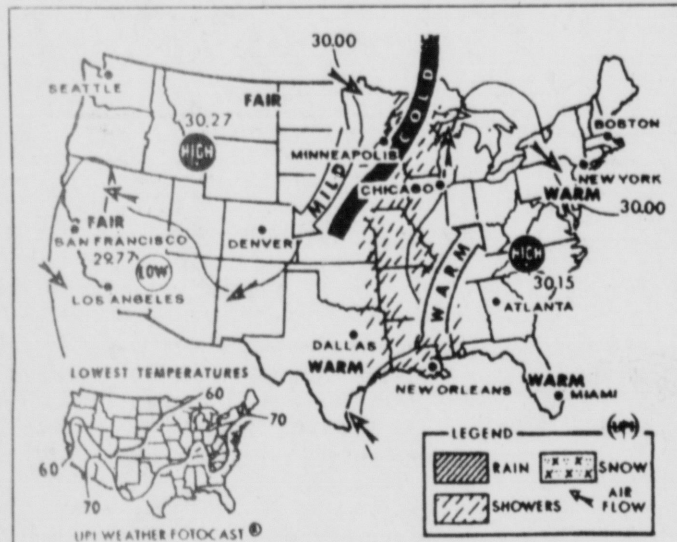 30.00
SEATTLE
FAIR
COLD
30.27
HIGH
MINNEAPOLIS
BOSTON
MILD
CHICAGO
NEW YORK
WARM
30.00
FAIR
SAN FRANCISCO
DENVER
29.77
LOW
WARM
HIGH
30.15
LOS ANGELES
ATLANTA
DALLAS
WARM
LOWEST TEMPERATURES
NEW ORLEANS
WARM
MIAMI
60
70
60
70
LEGEND
(UPI)
RAIN
SNOW
SHOWERS
AIR
FLOW
UPI WEATHER FOTOCAST ®